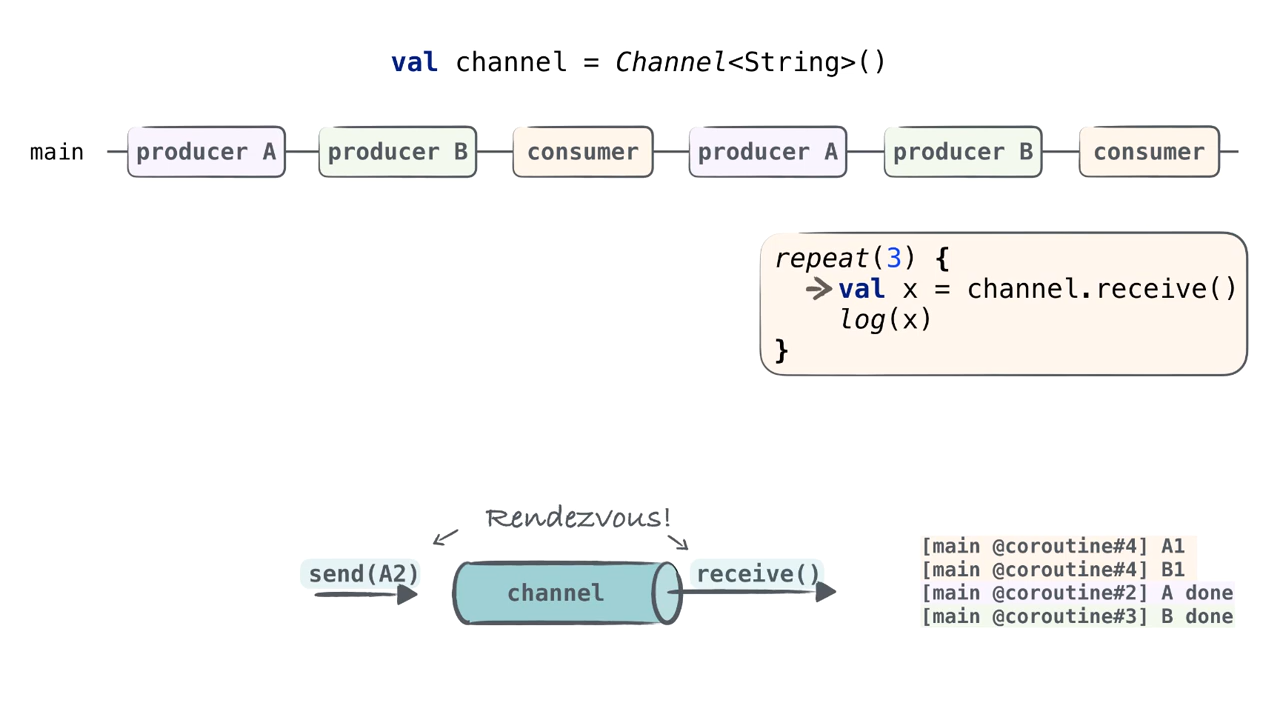 val channel = Channel<String>()
main producer A producer B consumer producer A producer B consumer
repeat(3) {
val x = channel.receive()
log(x)
}
Rendezvous!
send(A2) channel receive()
[main @coroutine#4] A1
[main @coroutine#4] B1
[main @coroutine#2] A done
[main @coroutine#3] B done